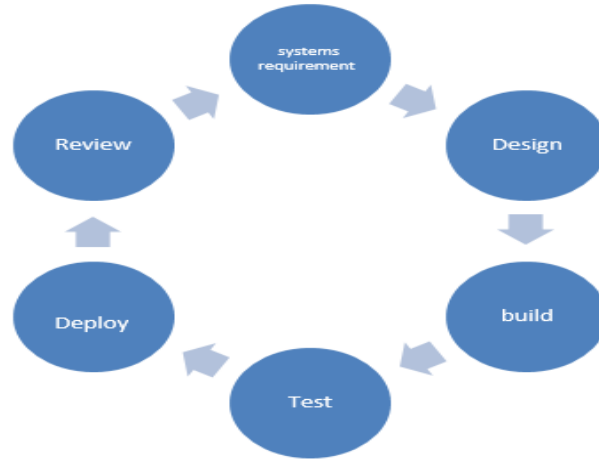 systems
requirement
Design
build
Test
Deploy
Review